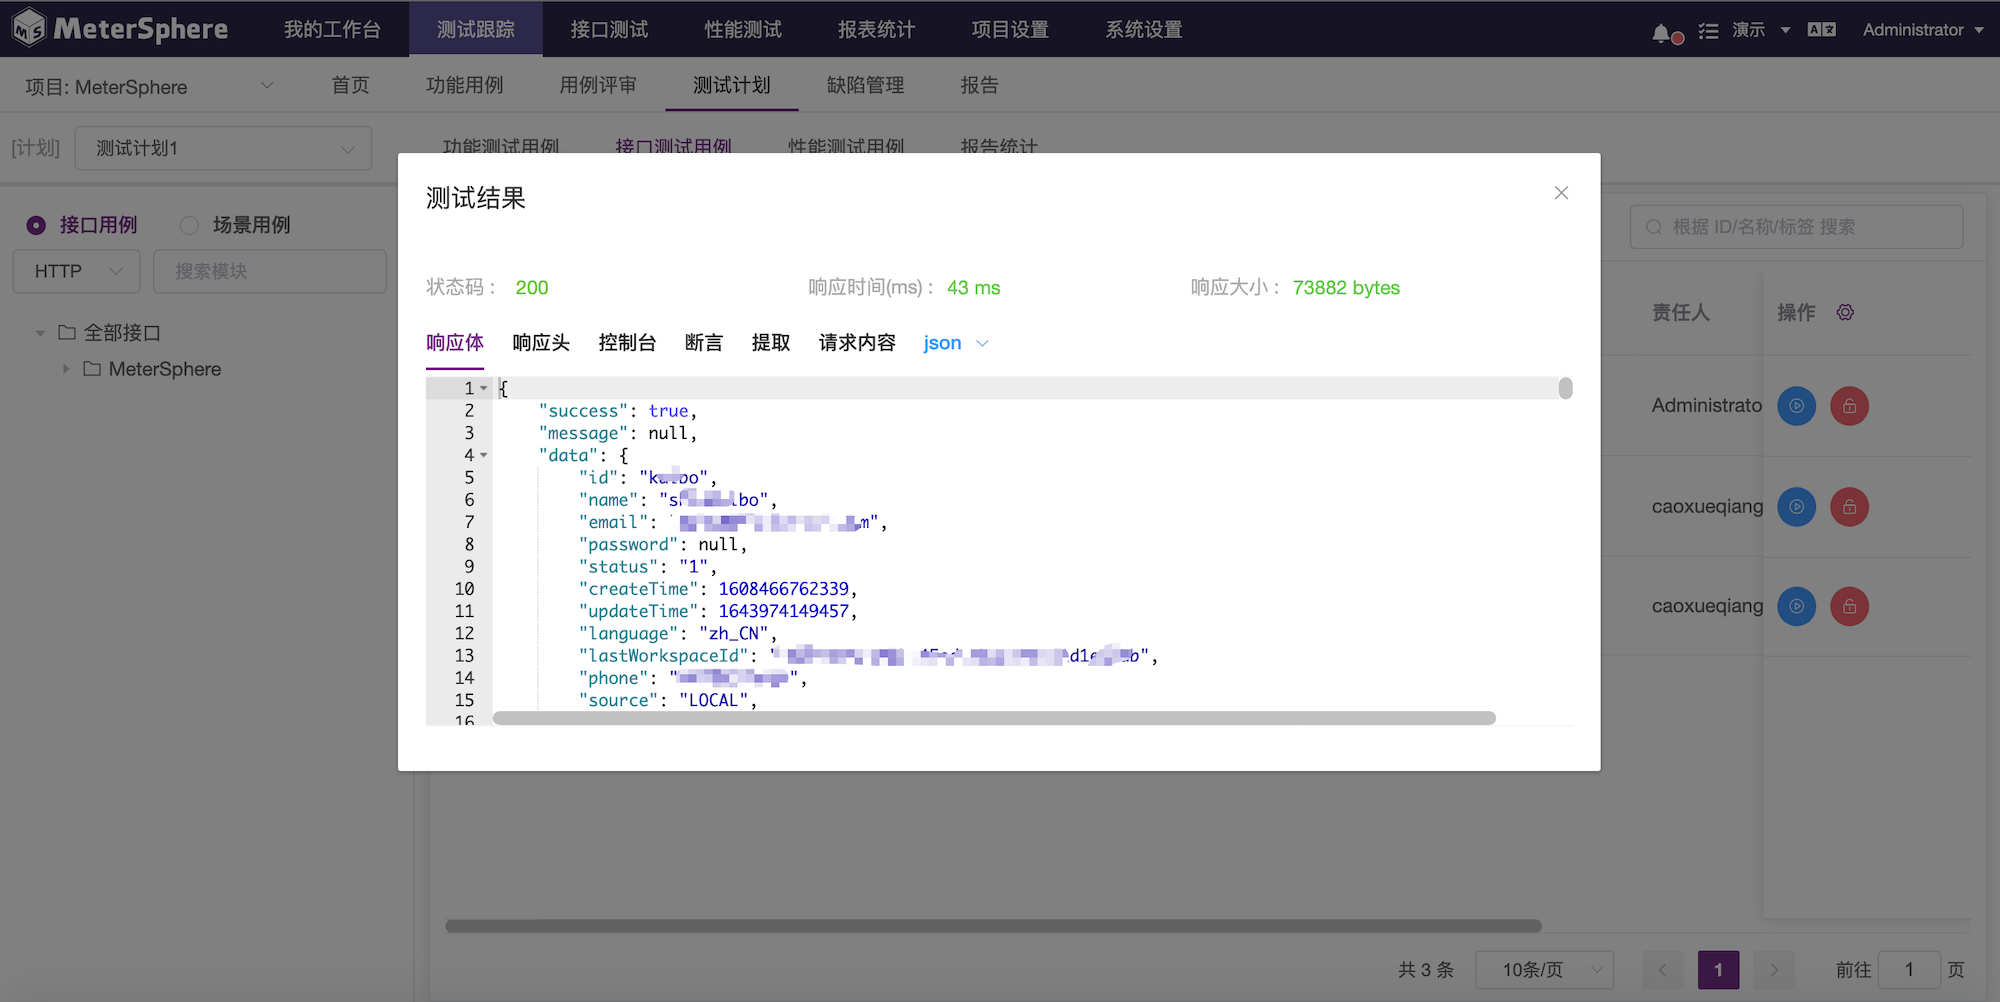 MeterSphere 我的工作台 测试跟踪 接口测试 性能测试 报表统计 项目设置 系统设置 演示 Administrator
项目: MeterSphere 首页 功能用例 用例评审 测试计划 缺陷管理 报告
[计划] 测试计划1 功能测试用例 接口测试用例 性能测试用例 报告统计
测试结果
接口用例 场景用例
根据 ID/名称/标签 搜索
HTTP 搜索模块
状态码： 200 响应时间(ms)： 43 ms 响应大小： 73882 bytes
全部接口
MeterSphere
责任人 操作
响应体 响应头 控制台 断言 提取 请求内容 json
1 {
2 "success": true,
3 "message": null,
4 "data": {
5 "id":
6 "name":
7 "email":
8 "password": null,
9 "status": "1",
10 "createTime": 1608466762339,
11 "updateTime": 1643974149457,
12 "language": "zh_CN",
13 "lastWorkspaceId":
14 "phone":
15 "source": "LOCAL",
16
Administrato
caoxueqiang
caoxueqiang
共 3 条 10条/页 1 前往 1 页